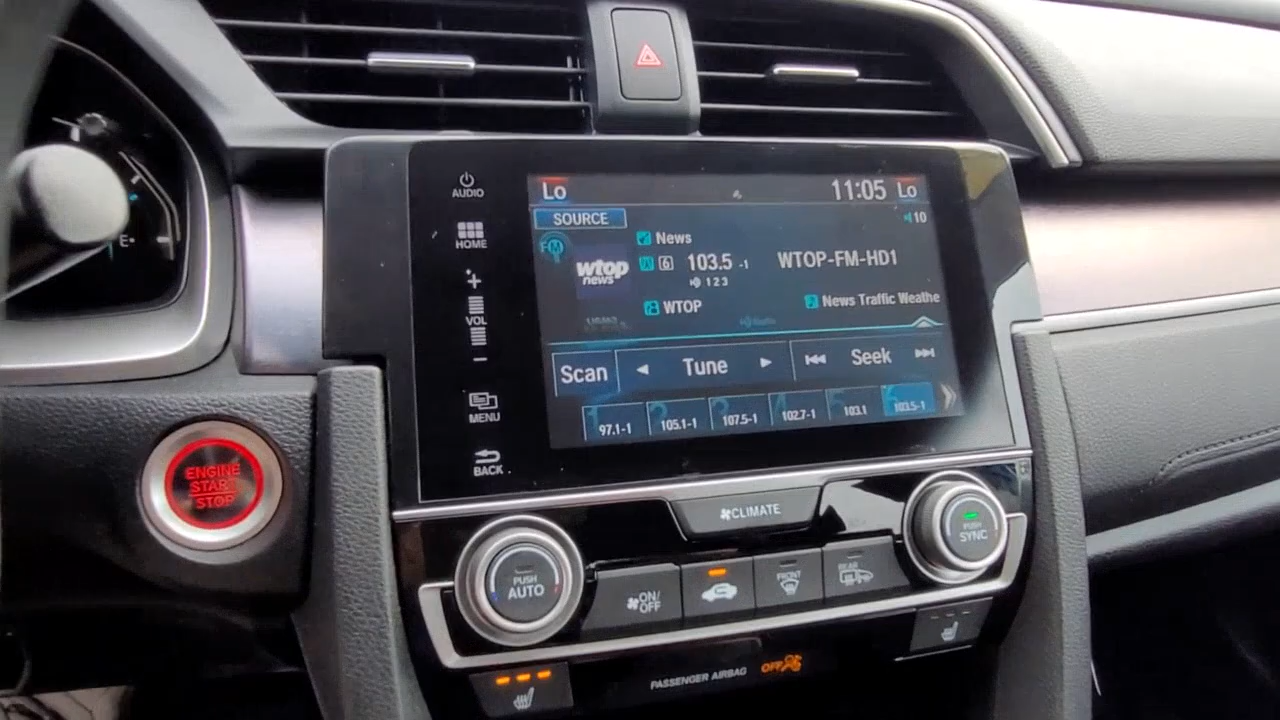 AUDIO
Lo
11:05
Lo
SOURCE
10
HOME
FM
News
wtop
news
6
103.5 -1
WTOP-FM-HD1
1 2 3
WTOP
News Traffic Weathe
VOL
Scan
Tune
Seek
MENU
97.1-1
105.1-1
107.5-1
102.7-1
103.1
103.5-1
BACK
E
ENGINE
START
STOP
CLIMATE
PUSH
AUTO
ON/
OFF
FRONT
REAR
PUSH
SYNC
PASSENGER AIRBAG
OFF